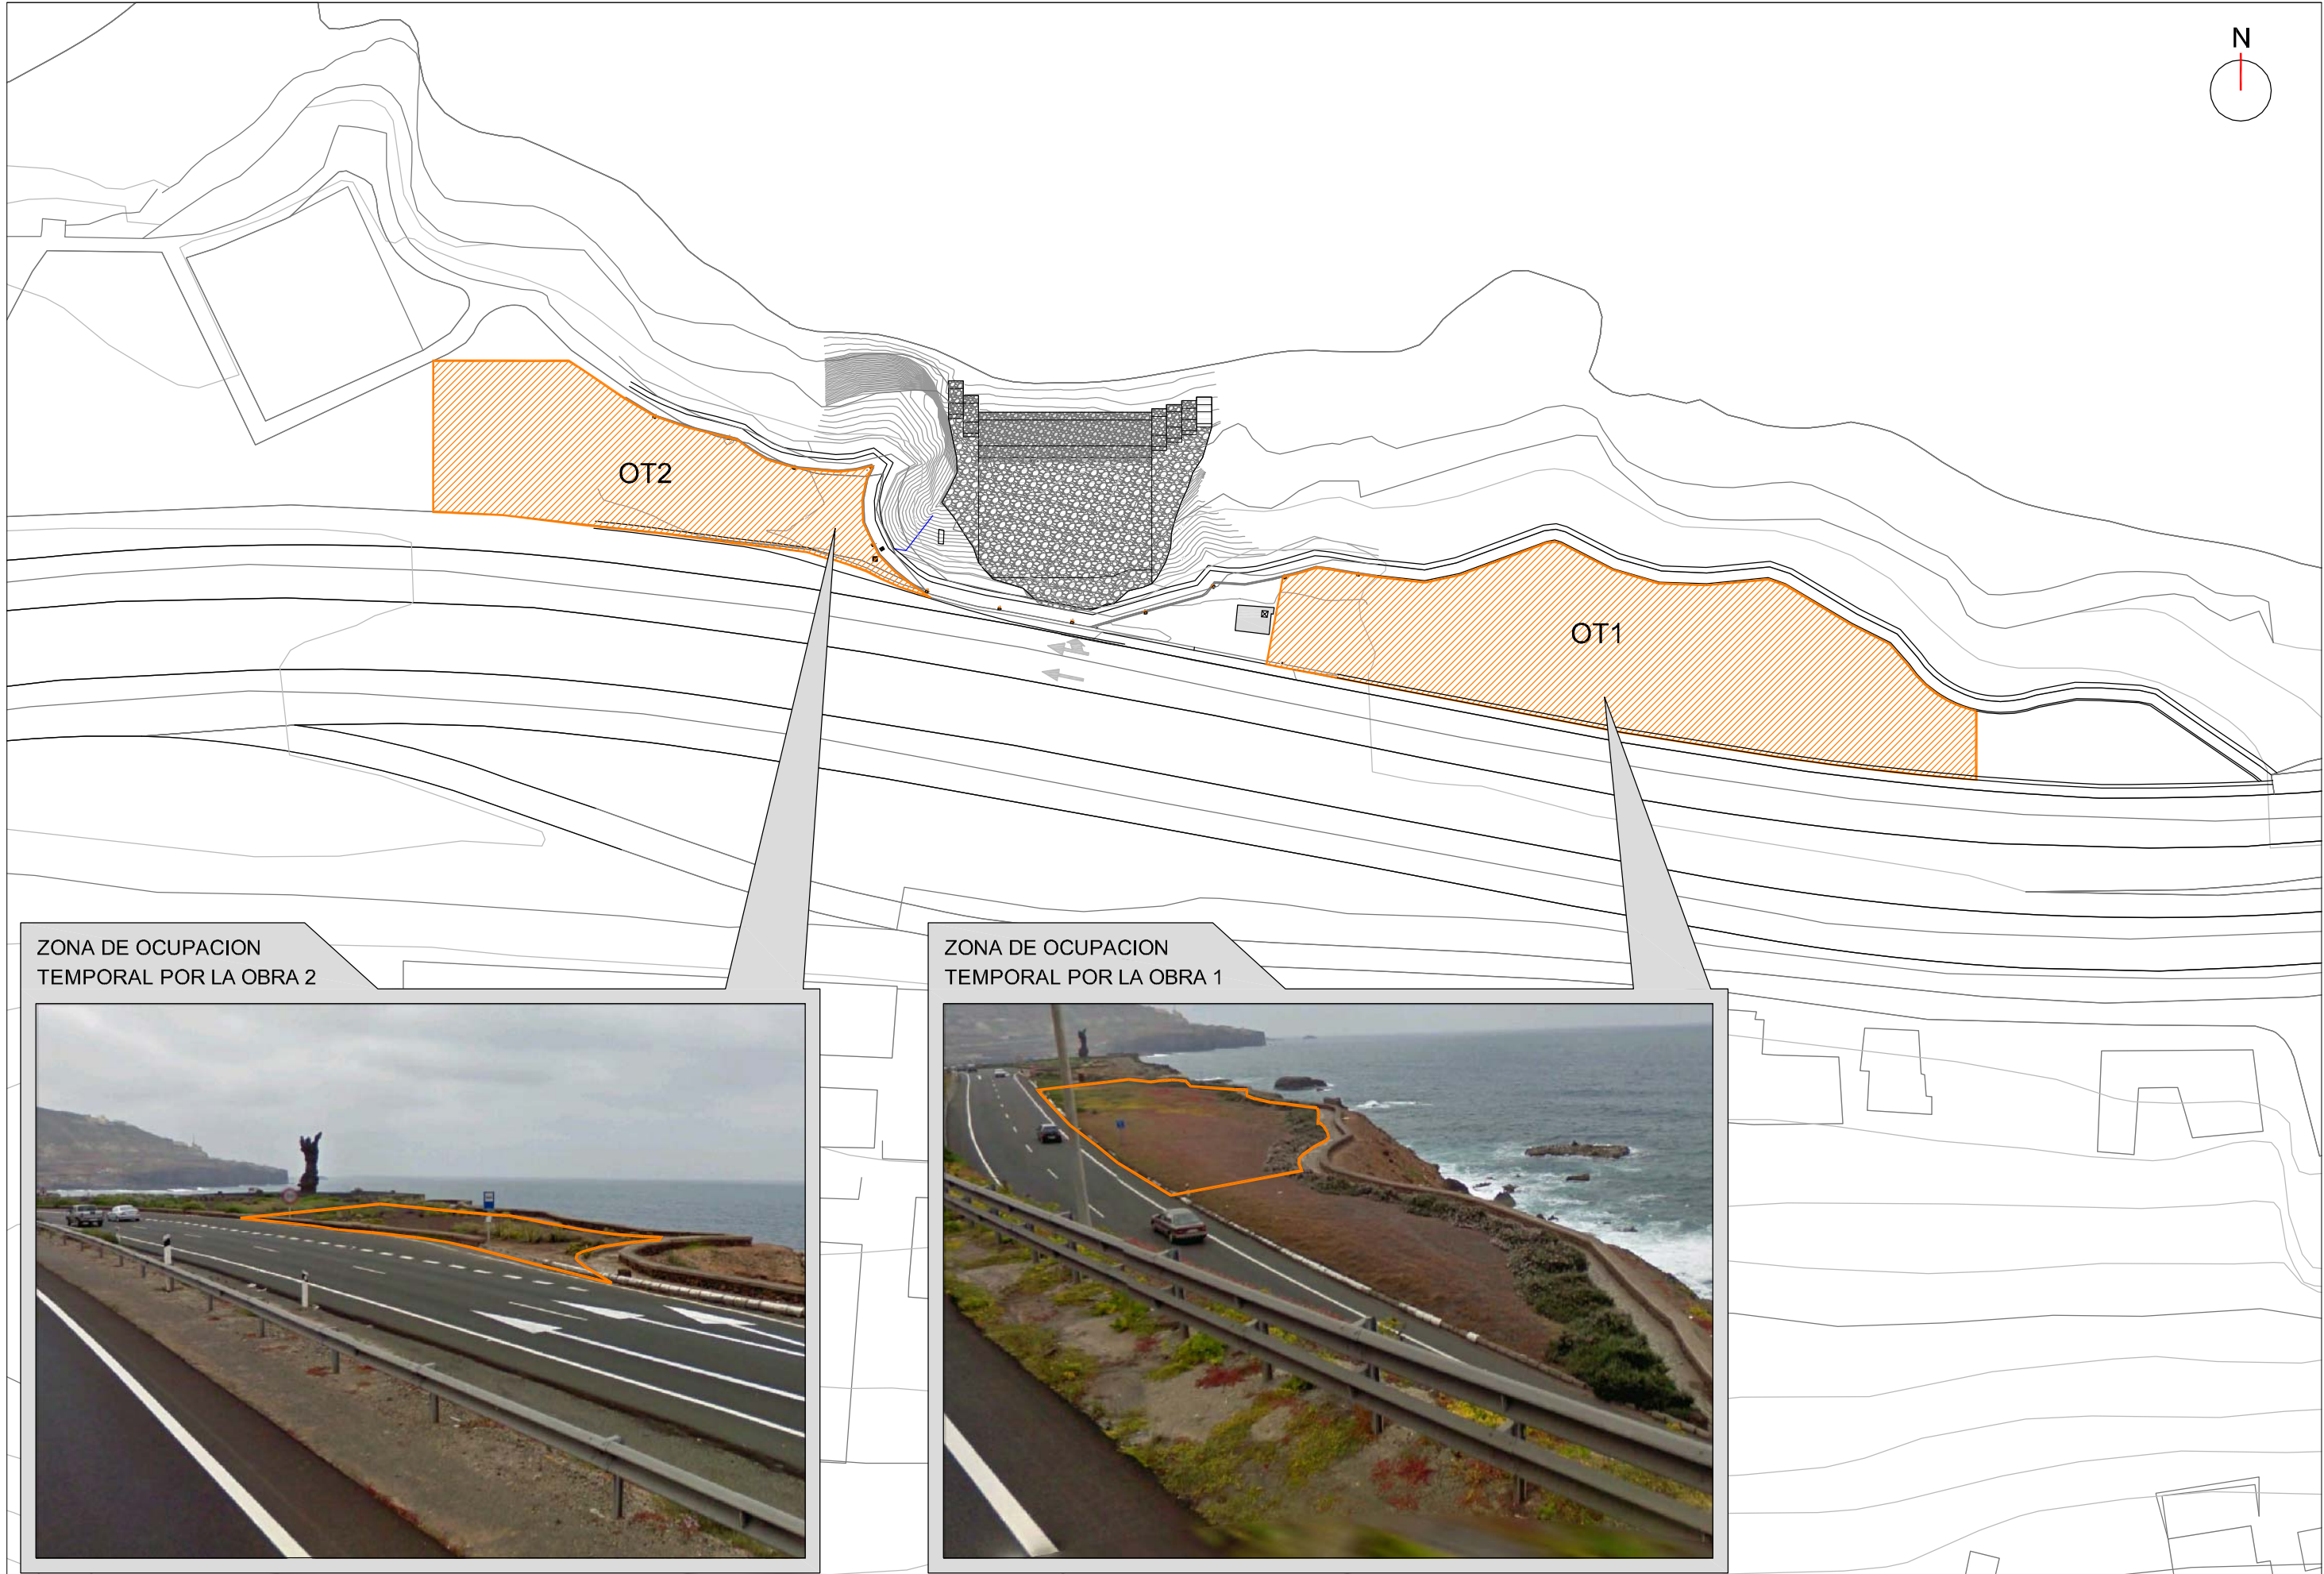 N
OT2
OT1
ZONA DE OCUPACION
TEMPORAL POR LA OBRA 2
ZONA DE OCUPACION
TEMPORAL POR LA OBRA 1